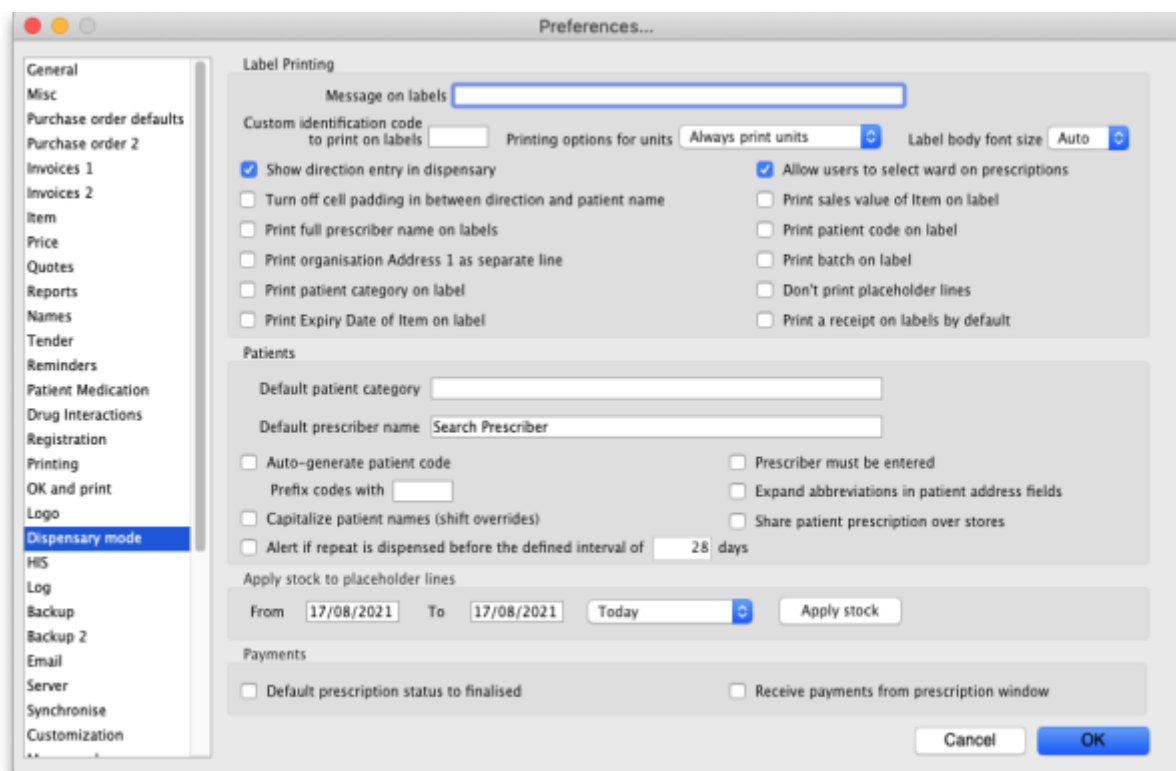 Preferences...
General
Misc
Purchase order defaults
Purchase order 2
Invoices 1
Invoices 2
Item
Price
Quotes
Reports
Names
Tender
Reminders
Patient Medication
Drug Interactions
Registration
Printing
OK and print
Logo
Dispensary mode
HIS
Log
Backup
Backup 2
Email
Server
Synchronise
Customization
Label Printing
Message on labels
Custom identification code
to print on labels Printing options for units Always print units Label body font size Auto
Show direction entry in dispensary Allow users to select ward on prescriptions
Turn off cell padding in between direction and patient name Print sales value of Item on label
Print full prescriber name on labels Print patient code on label
Print organisation Address 1 as separate line Print batch on label
Print patient category on label Don't print placeholder lines
Print Expiry Date of Item on label Print a receipt on labels by default
Patients
Default patient category
Default prescriber name Search Prescriber
Auto-generate patient code Prescriber must be entered
Prefix codes with Expand abbreviations in patient address fields
Capitalize patient names (shift overrides) Share patient prescription over stores
Alert if repeat is dispensed before the defined interval of 28 days
Apply stock to placeholder lines
From 17/08/2021 To 17/08/2021 Today Apply stock
Payments
Default prescription status to finalised Receive payments from prescription window
Cancel OK